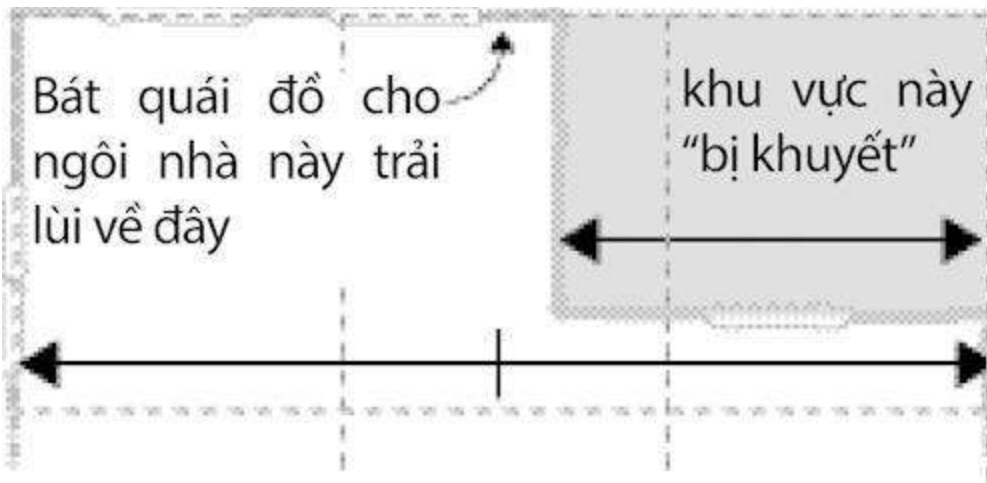 Bát quái đồ cho
ngôi nhà này trải
lùi về đây
khu vực này
“bị khuyết”